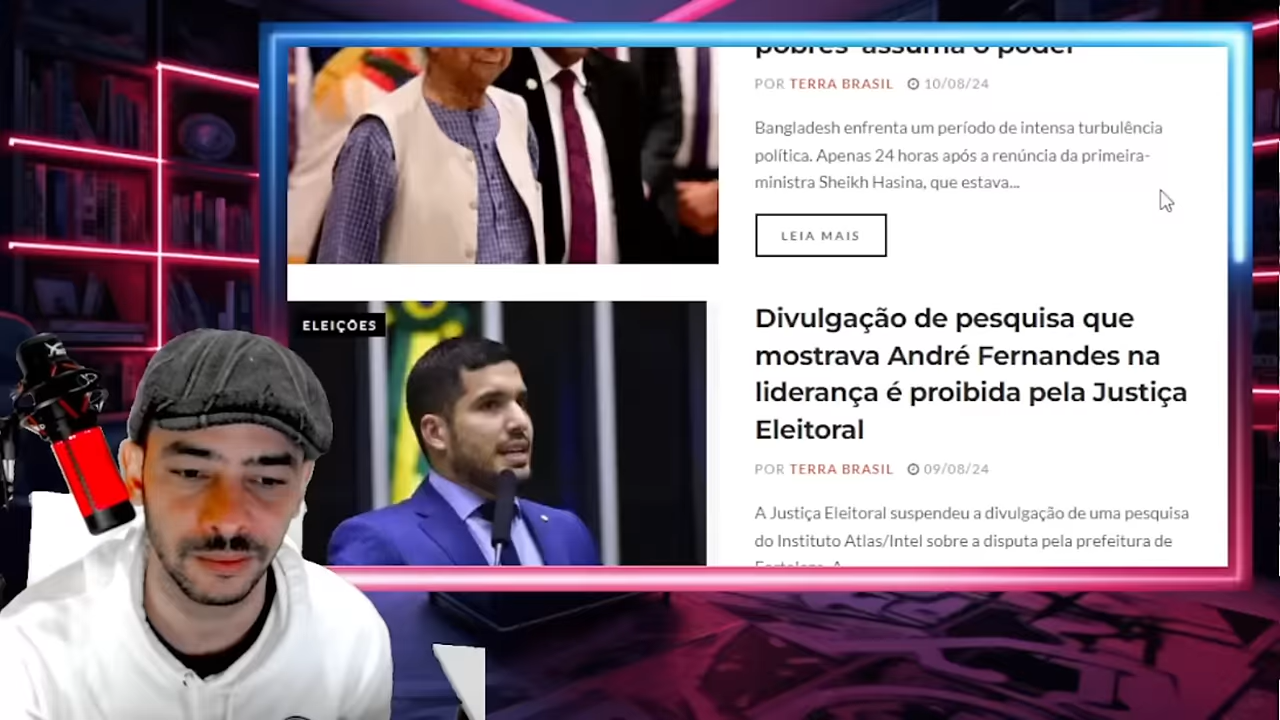 pobres' assuma o poder
POR TERRA BRASIL 10/08/24
Bangladesh enfrenta um período de intensa turbulência
política. Apenas 24 horas após a renúncia da primeira-
ministra Sheikh Hasina, que estava...
LEIA MAIS
ELEIÇÕES
Divulgação de pesquisa que
mostrava André Fernandes na
liderança é proibida pela Justiça
Eleitoral
POR TERRA BRASIL 09/08/24
A Justiça Eleitoral suspendeu a divulgação de uma pesquisa
do Instituto Atlas/Intel sobre a disputa pela prefeitura de
Fortaleza. A